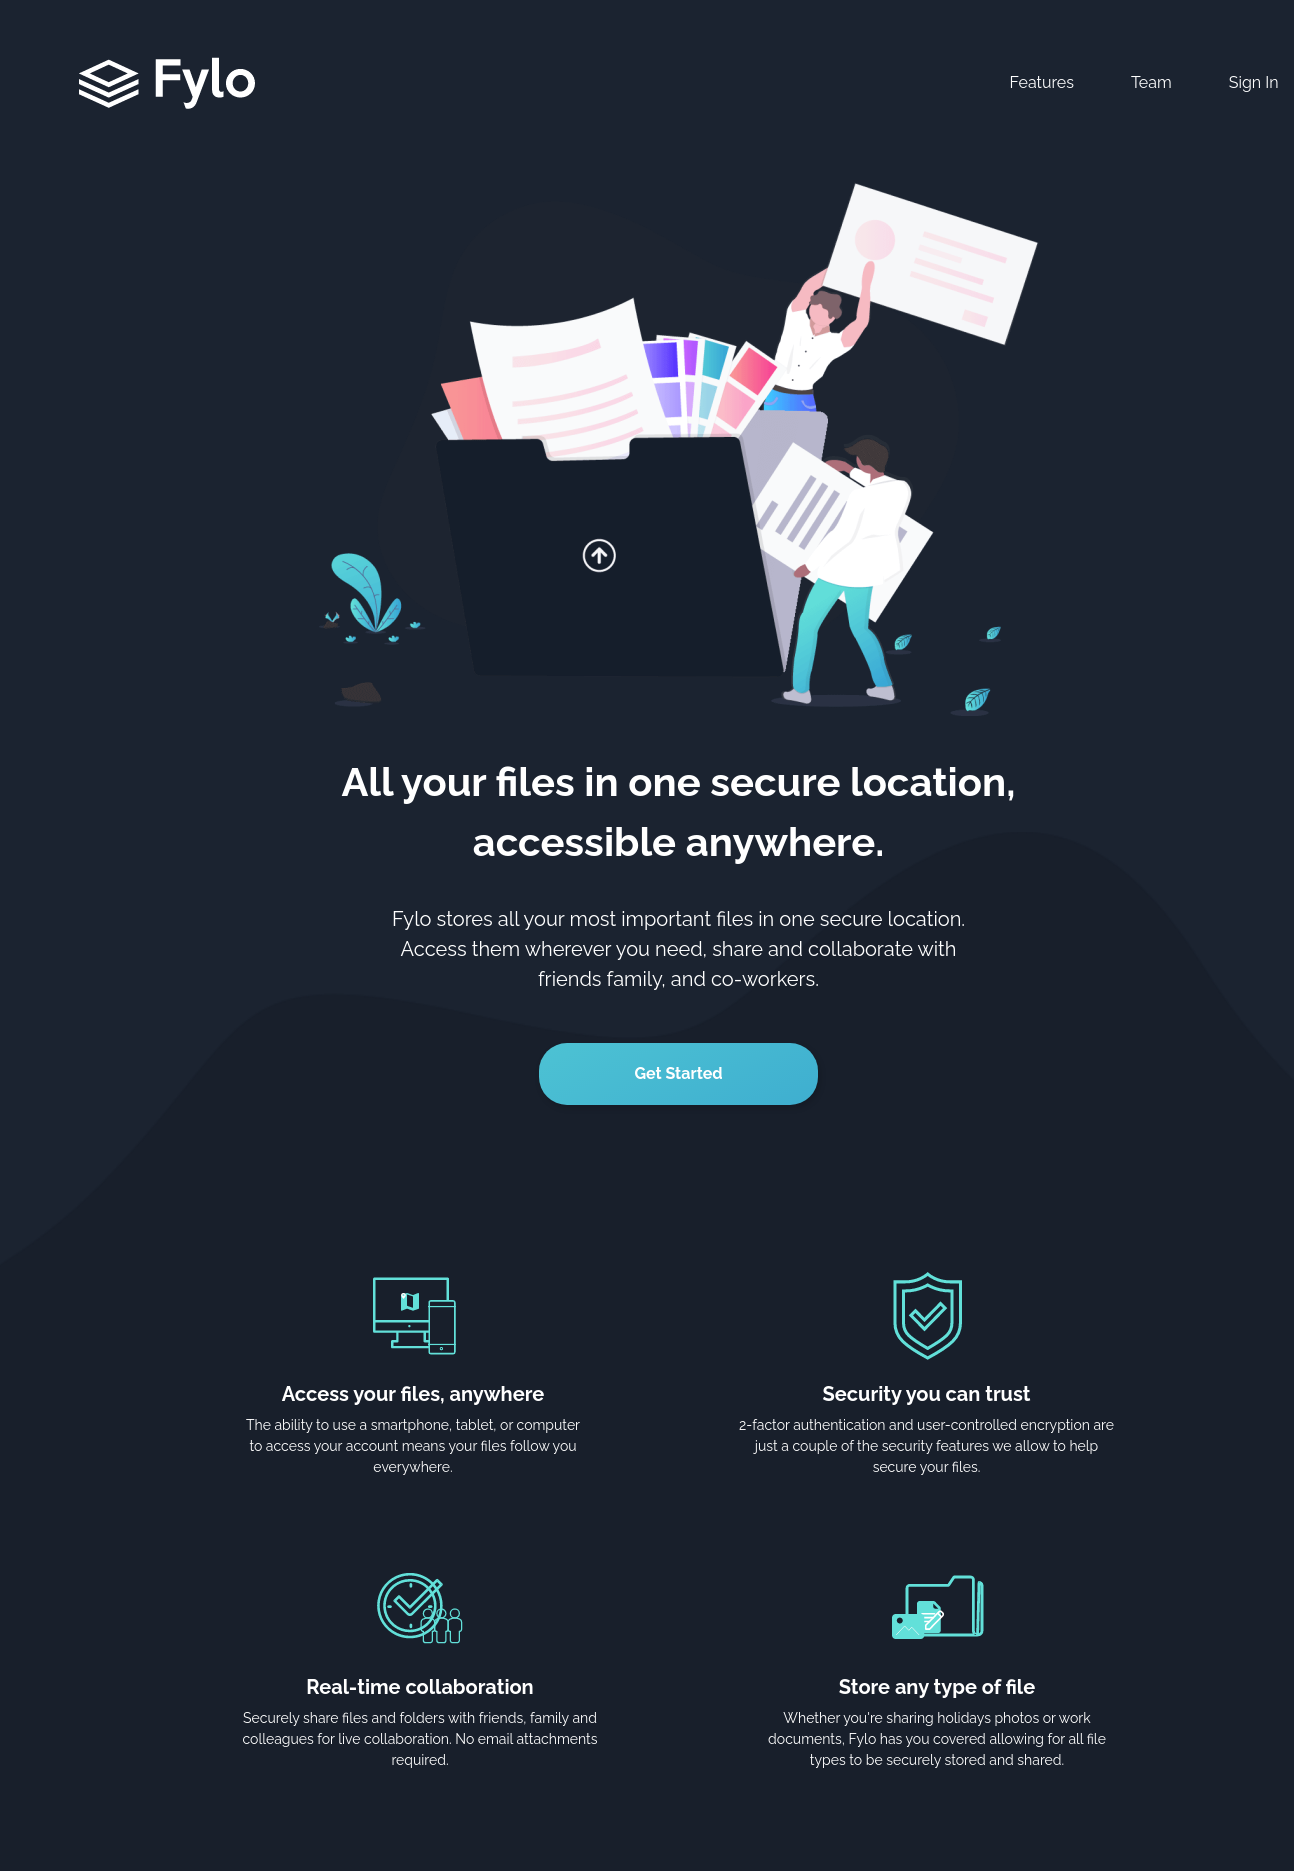 Fylo
Features
Team
Sign In
All your files in one secure location,
accessible anywhere.
Fylo stores all your most important files in one secure location.
Access them wherever you need, share and collaborate with
friends family, and co-workers.
Get Started
Access your files, anywhere
The ability to use a smartphone, tablet, or computer
to access your account means your files follow you
everywhere.
Security you can trust
2-factor authentication and user-controlled encryption are
just a couple of the security features we allow to help
secure your files.
Real-time collaboration
Securely share files and folders with friends, family and
colleagues for live collaboration. No email attachments
required.
Store any type of file
Whether you're sharing holidays photos or work
documents, Fylo has you covered allowing for all file
types to be securely stored and shared.